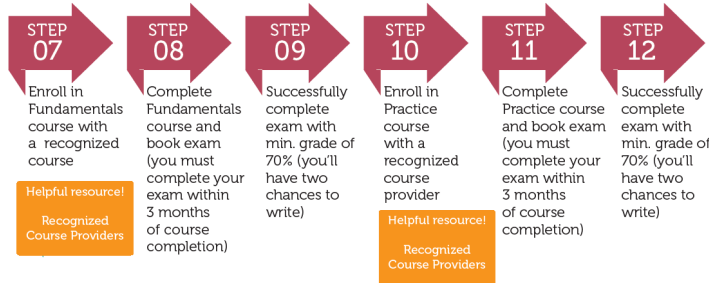 STEP
07
Enroll in
Fundamentals
course with
a recognized
course
Helpful resource!
Recognized
Course Providers
STEP
08
Complete
Fundamentals
course and
book exam
(you must
complete your
exam within
3 months
of course
completion)
STEP
09
Successfully
complete
exam with
min. grade of
70% (you'll
have two
chances to
write)
STEP
10
Enroll in
Practice
course
with a
recognized
course
provider
Helpful resource!
Recognized
Course Providers
STEP
11
Complete
Practice course
and book exam
(you must
complete your
exam within
3 months
of course
completion)
STEP
12
Successfully
complete
exam with
min. grade of
70% (you'll
have two
chances to
write)